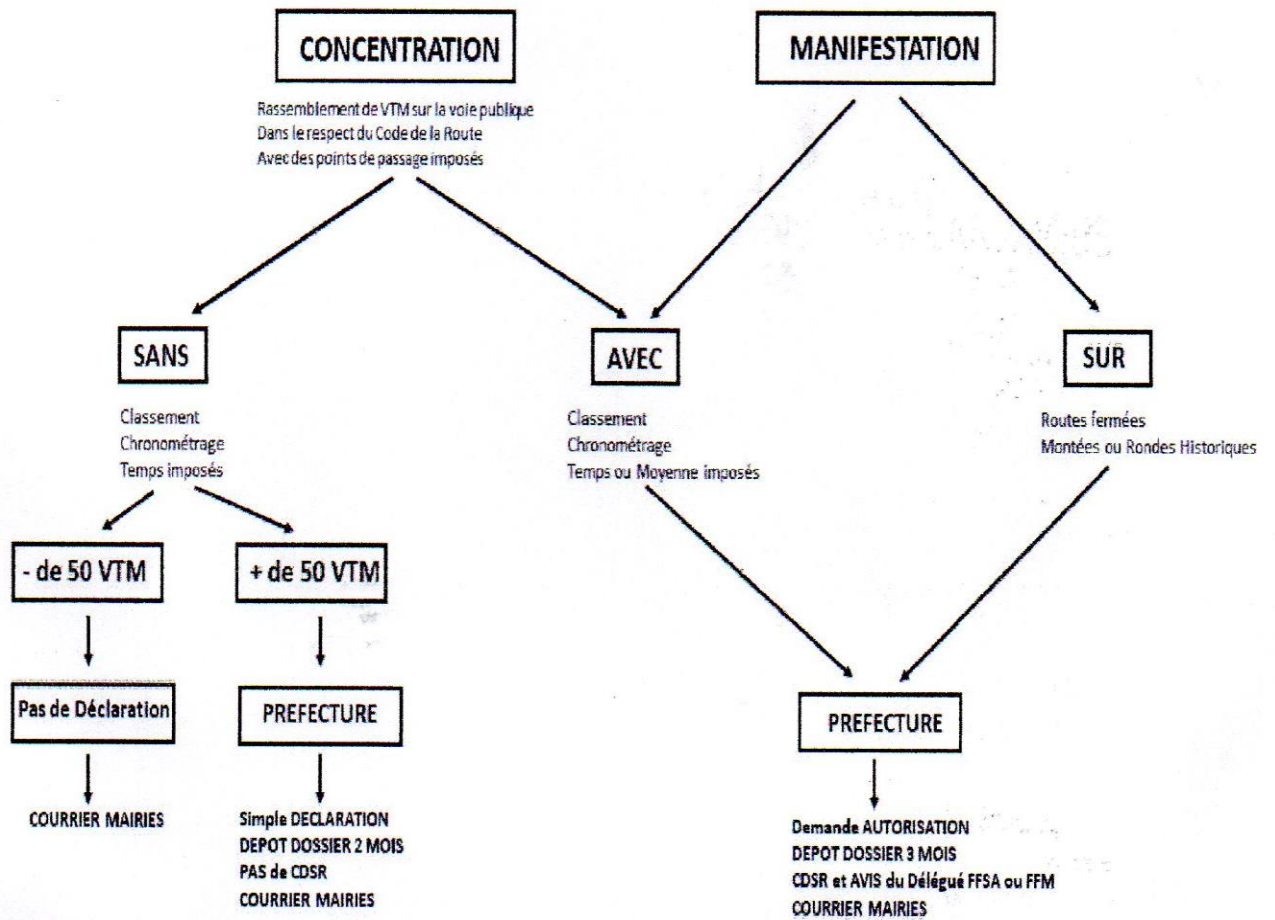 CONCENTRATION
Rassemblement de VTM sur la voie publique
Dans le respect du Code de la Route
Avec des points de passage imposés
MANIFESTATION
SANS
Classement
Chronométrage
Temps imposés
AVEC
Classement
Chronométrage
Temps ou Moyenne imposés
SUR
Routes fermées
Montées ou Rondes Historiques
- de 50 VTM
+ de 50 VTM
Pas de Déclaration
PREFECTURE
PREFECTURE
COURRIER MAIRIES
Simple DECLARATION
DEPOT DOSSIER 2 MOIS
PAS de CDSR
COURRIER MAIRIES
Demande AUTORISATION
DEPOT DOSSIER 3 MOIS
CDSR et AVIS du Délégué FFSA ou FFM
COURRIER MAIRIES